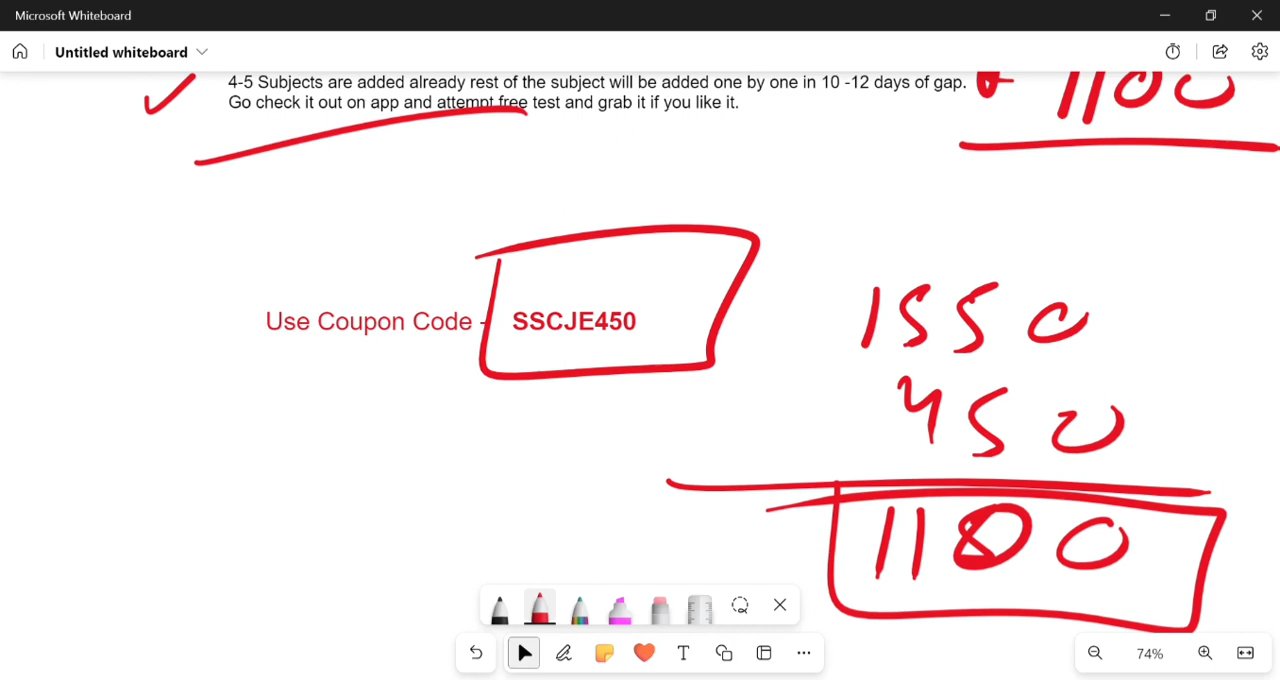 Microsoft Whiteboard
Untitled whiteboard
4-5 Subjects are added already rest of the subject will be added one by one in 10 -12 days of gap.
Go check it out on app and attempt free test and grab it if you like it.
1100
Use Coupon Code - SSCJE450
1550
450
1100
74%